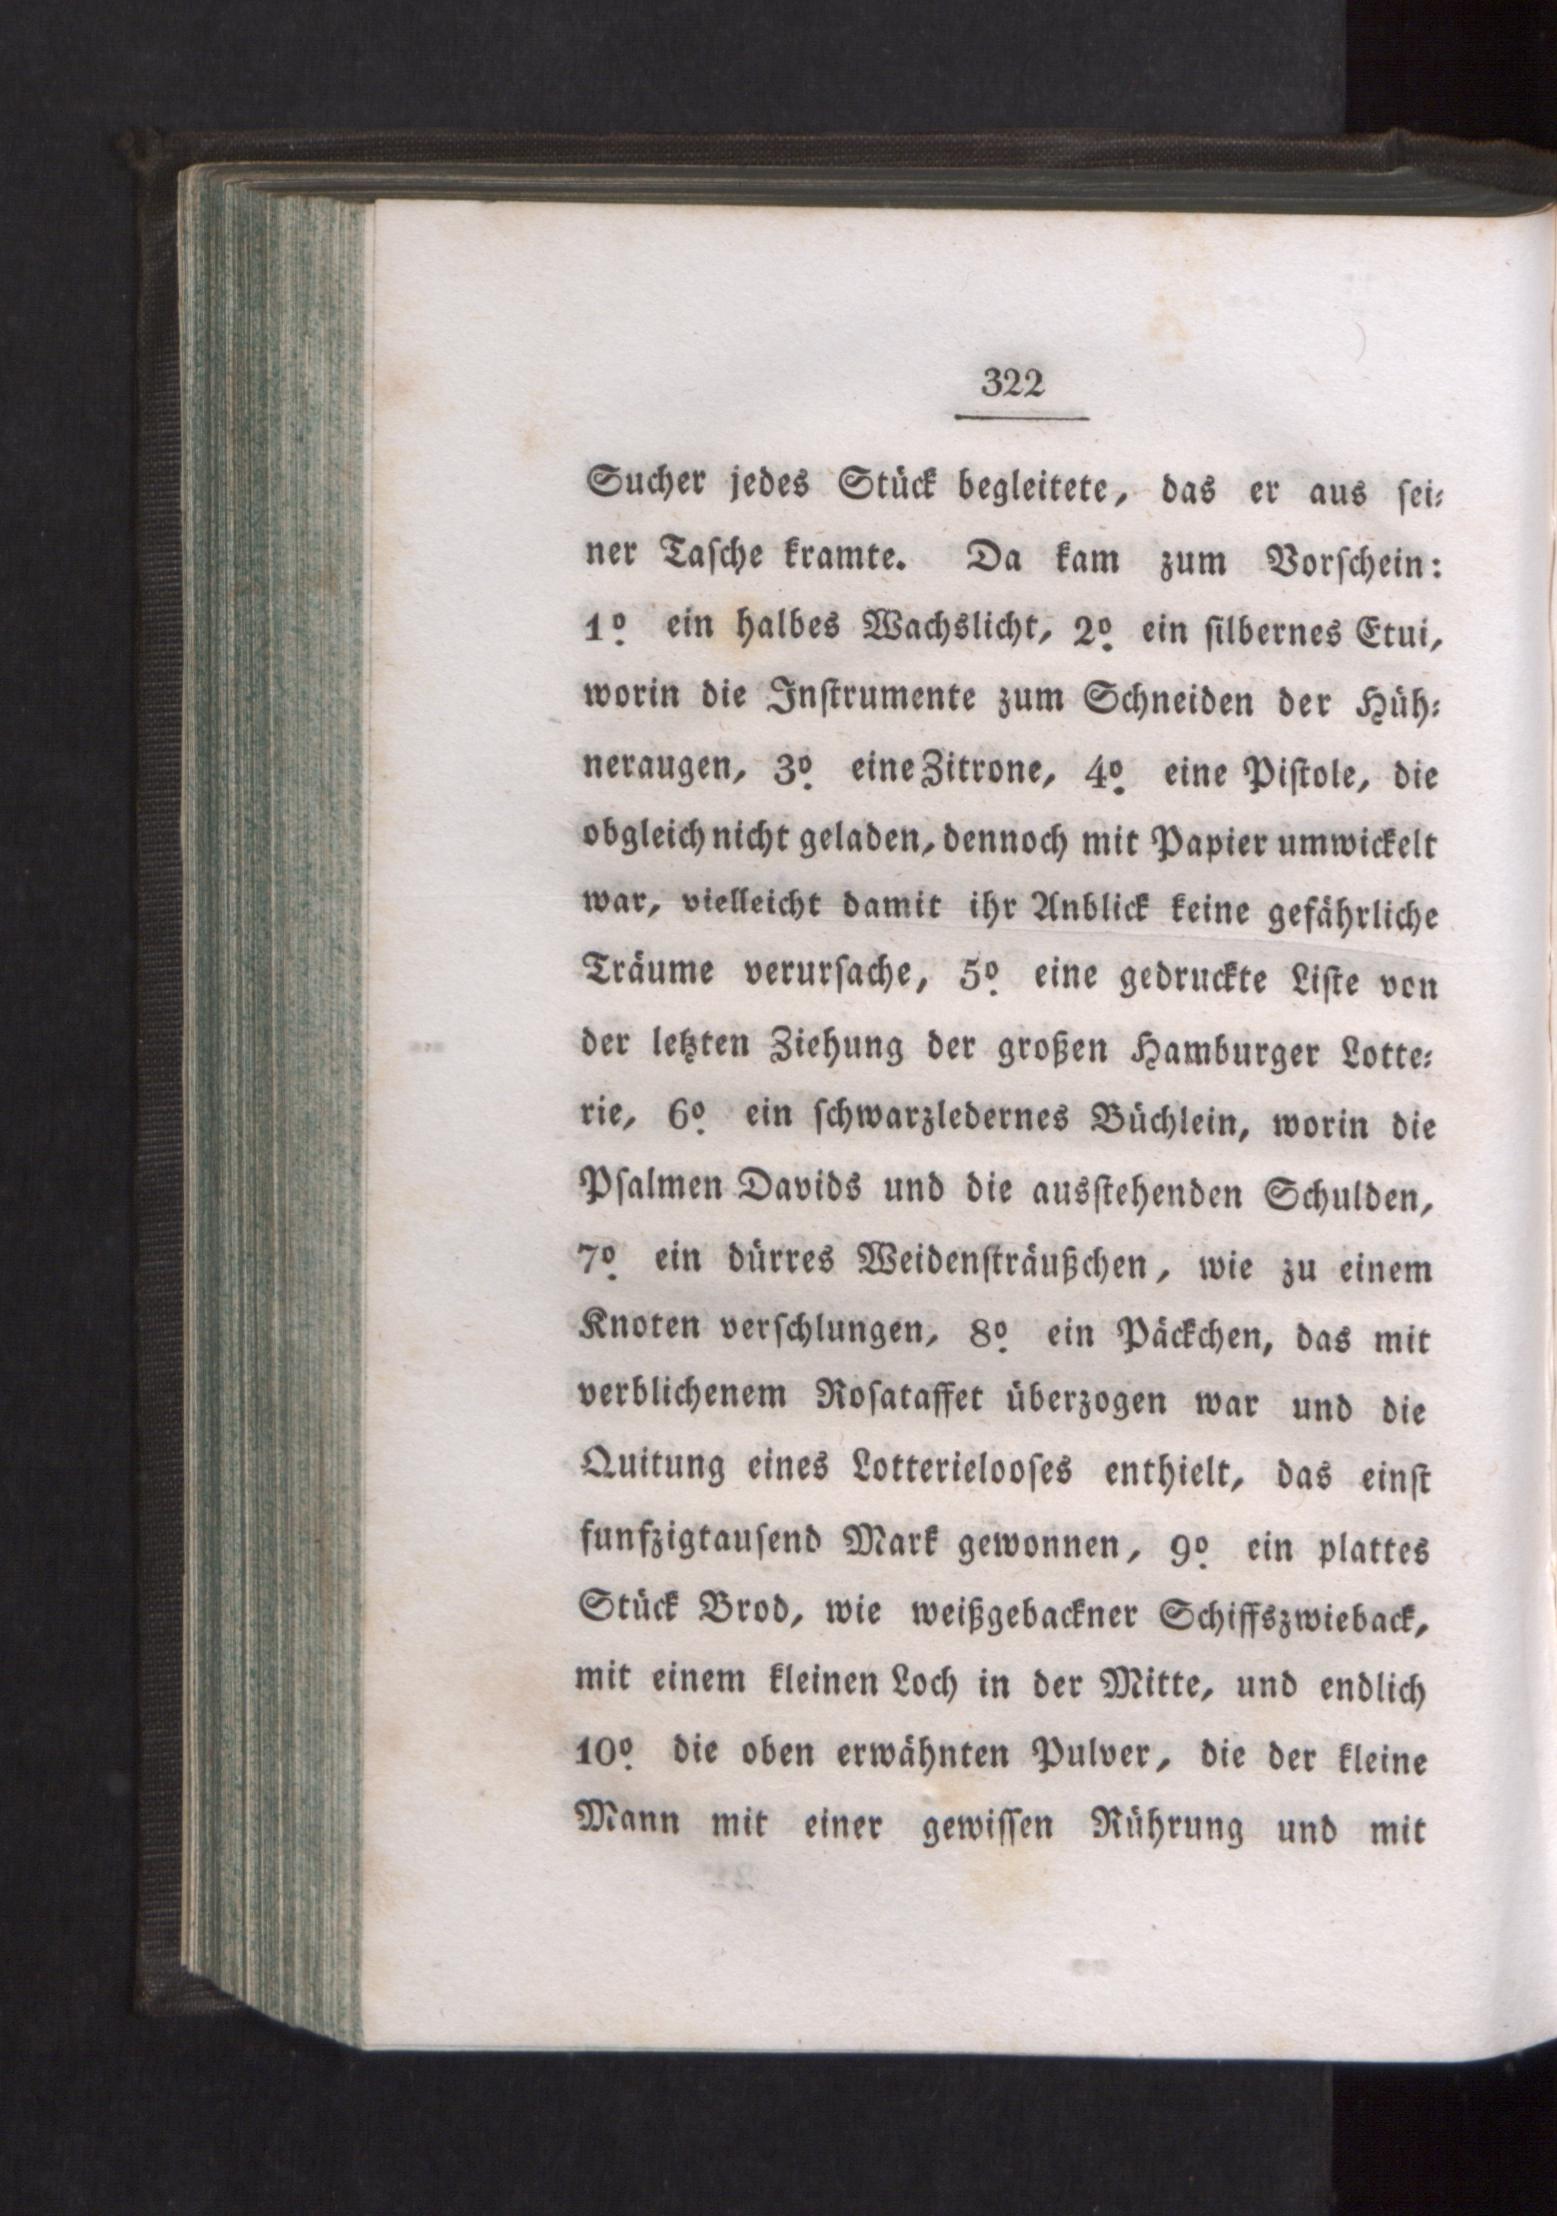 322
Sucher jedes Stück begleitete, das er aus ſei⸗
ner Taſche kramte. Da kam zum Vorſchein:
1º ein halbes Wachslicht, 2º ein ſilbernes Etui,
worin die Inſtrumente zum Schneiden der Hüh⸗
neraugen, 3º eine Zitrone, 4º eine Piſtole, die
obgleich nicht geladen, dennoch mit Papier umwickelt
war, vielleicht damit ihr Anblick keine gefährliche
Träume verurſache, 5º eine gedruckte Liſte von
der letzten Ziehung der großen Hamburger Lotte⸗
rie, 6º ein ſchwarzledernes Büchlein, worin die
Pſalmen Davids und die ausſtehenden Schulden,
7º ein dürres Weidenſträußchen, wie zu einem
Knoten verſchlungen, 8º ein Päckchen, das mit
verblichenem Roſataffet überzogen war und die
Quitung eines Lotterielooſes enthielt, das einſt
funfzigtauſend Mark gewonnen, 9º ein plattes
Stück Brod, wie weißgebackner Schiffszwieback,
mit einem kleinen Loch in der Mitte, und endlich
10º die oben erwähnten Pulver, die der kleine
Mann mit einer gewiſſen Rührung und mit